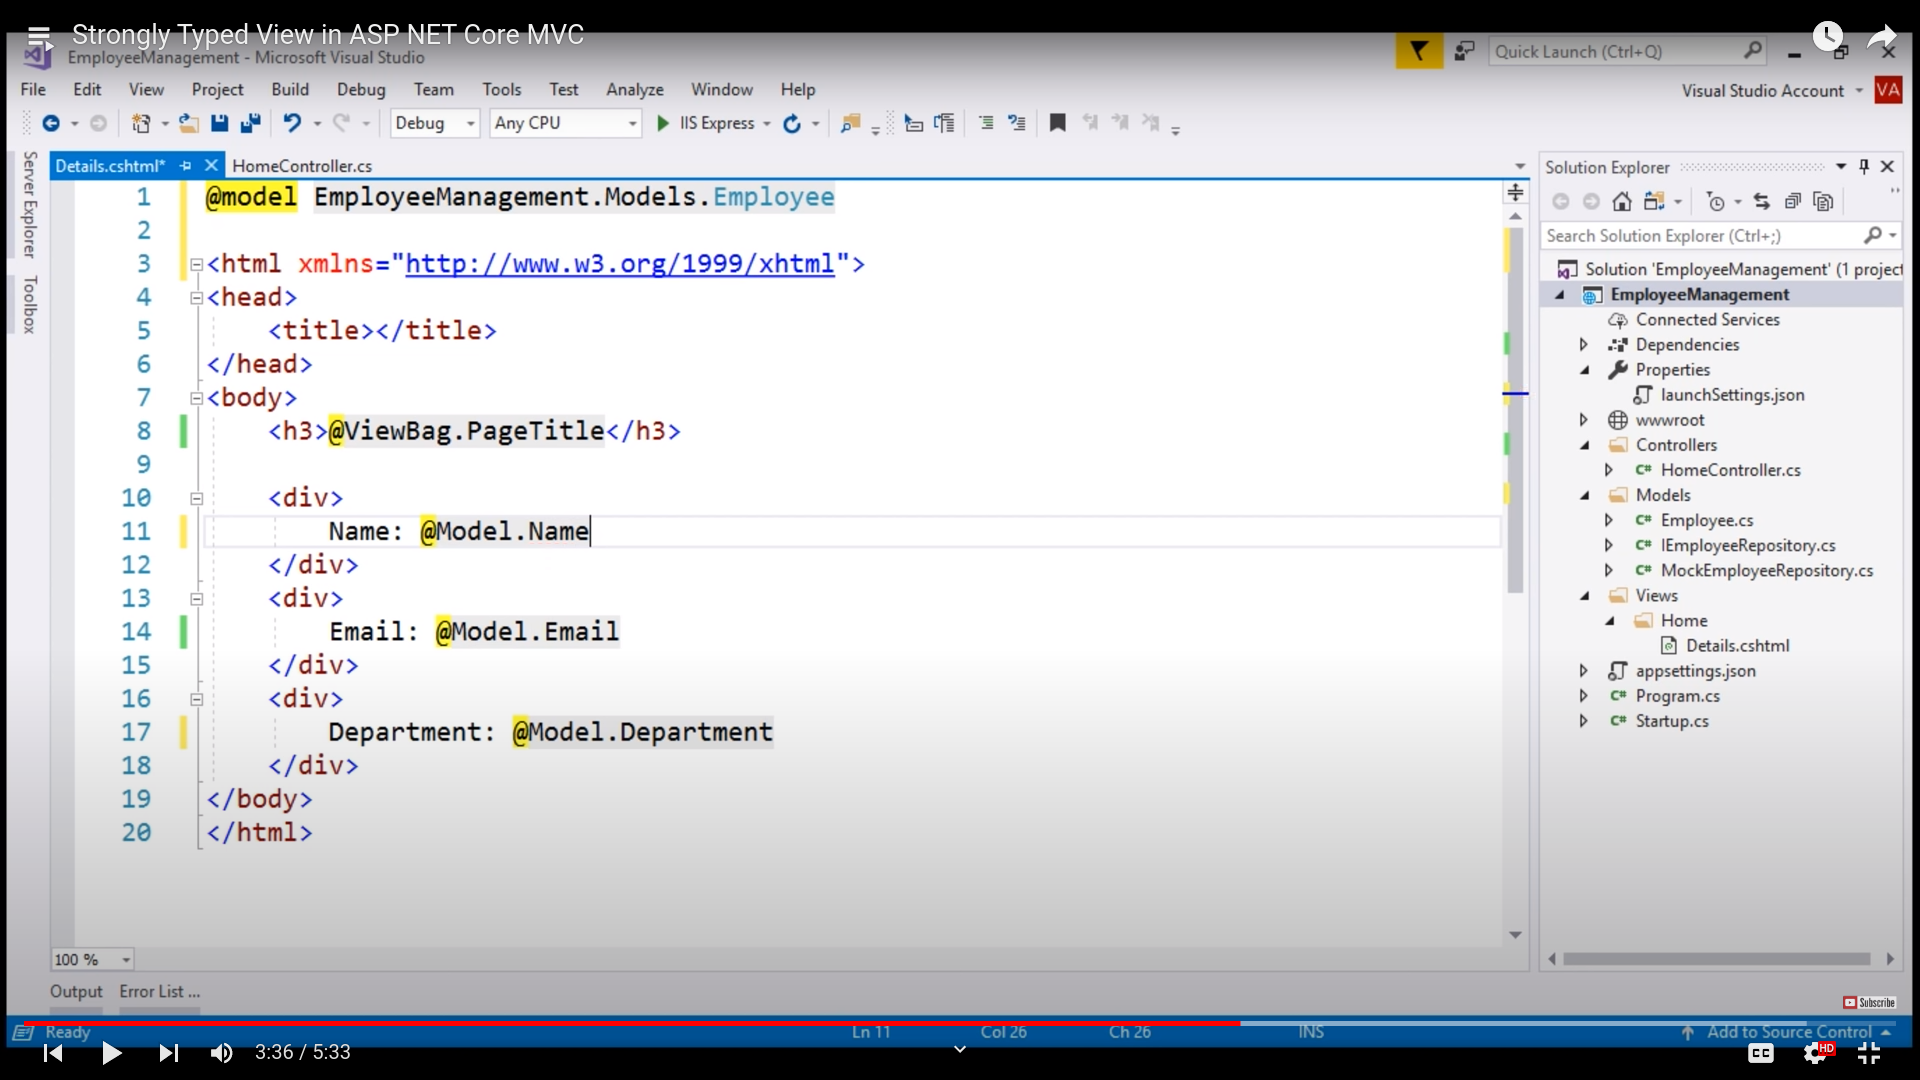 Strongly Typed View in ASP NET Core MVC
EmployeeManagement - Microsoft Visual Studio
Quick Launch (Ctrl+Q)
File Edit View Project Build Debug Team Tools Test Analyze Window Help
Visual Studio Account VA
Debug Any CPU IIS Express
Server Explorer
Toolbox
Details.cshtml* HomeController.cs
1 @model EmployeeManagement.Models.Employee
2
3 <html xmlns="http://www.w3.org/1999/xhtml">
4 <head>
5 <title></title>
6 </head>
7 <body>
8 <h3>@ViewBag.PageTitle</h3>
9
10 <div>
11 Name: @Model.Name
12 </div>
13 <div>
14 Email: @Model.Email
15 </div>
16 <div>
17 Department: @Model.Department
18 </div>
19 </body>
20 </html>
100 %
Output Error List ...
Solution Explorer
Search Solution Explorer (Ctrl+;)
Solution 'EmployeeManagement' (1 project
EmployeeManagement
Connected Services
Dependencies
Properties
launchSettings.json
wwwroot
Controllers
C# HomeController.cs
Models
C# Employee.cs
C# IEmployeeRepository.cs
C# MockEmployeeRepository.cs
Views
Home
Details.cshtml
appsettings.json
C# Program.cs
C# Startup.cs
Subscribe
Ready Ln 11 Col 26 Ch 26 INS Add to Source Control
3:36 / 5:33
CC HD